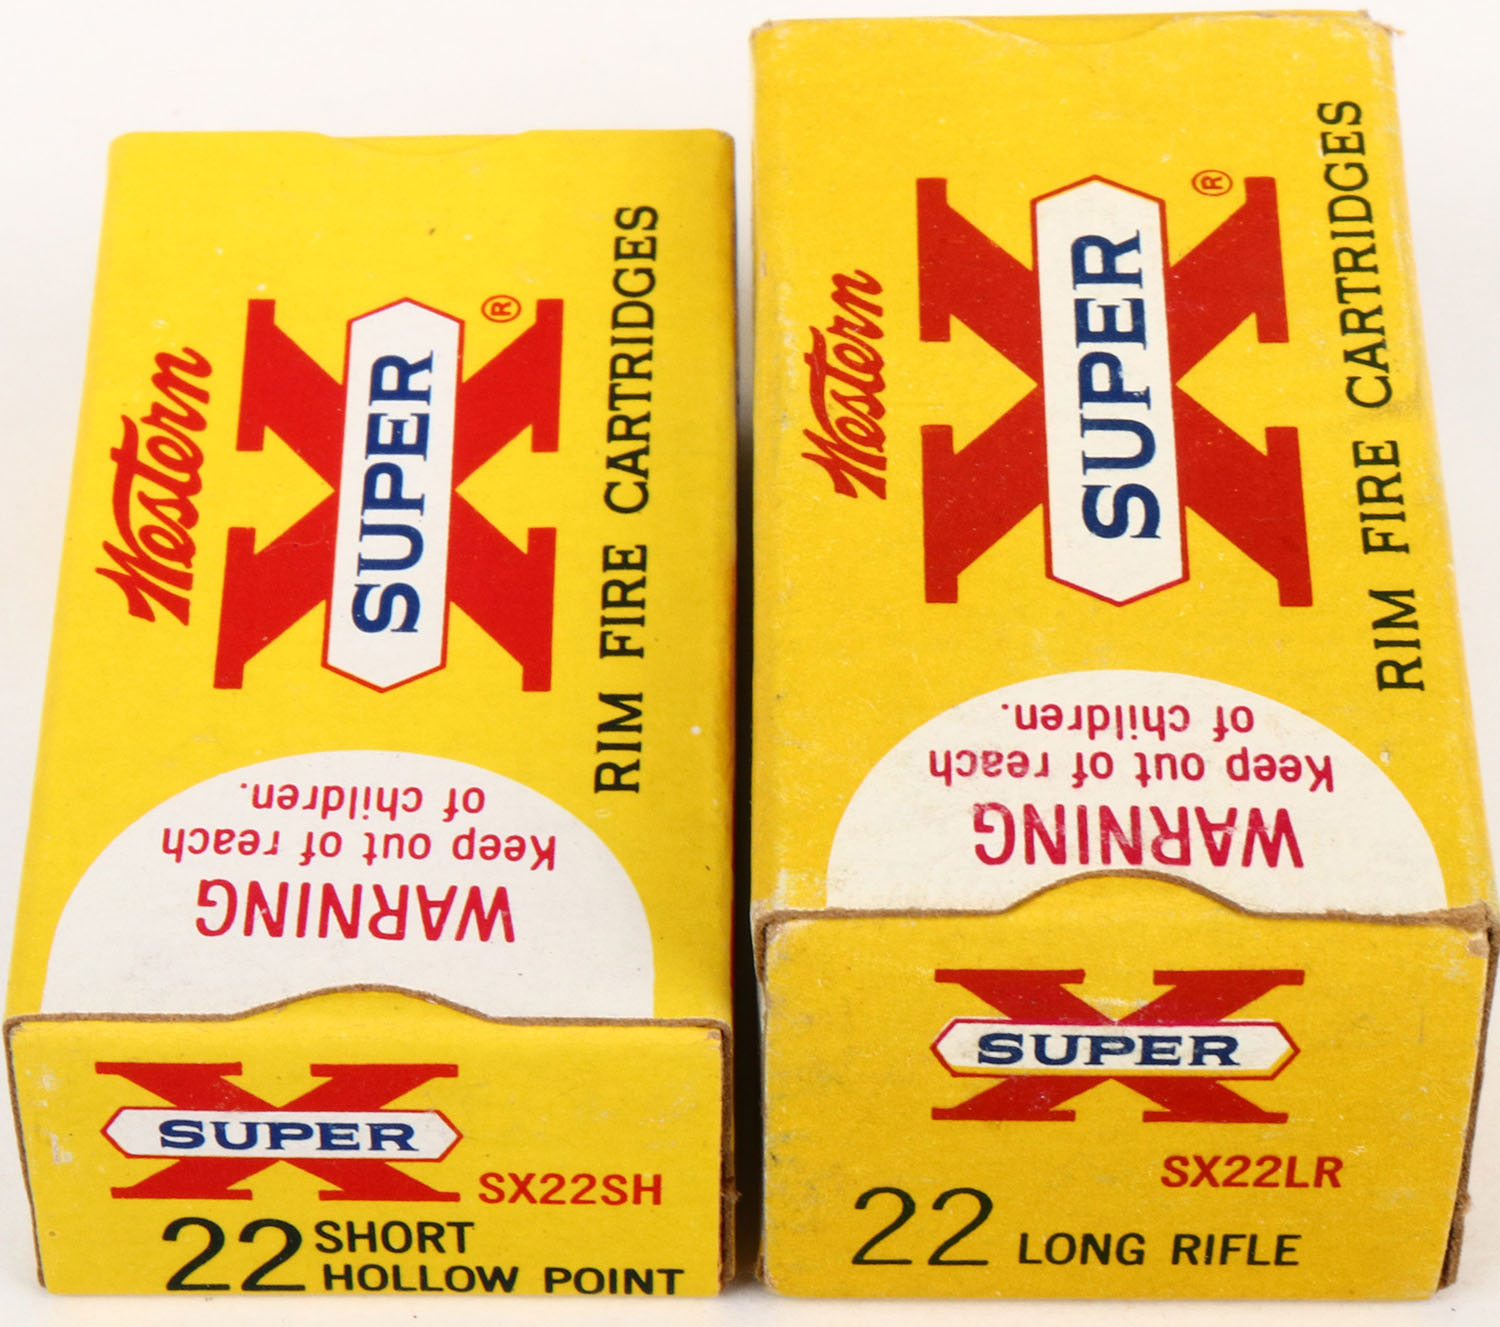 Western
SUPER X ®
RIM FIRE CARTRIDGES
WARNING
Keep out of reach
of children.
SUPER X
SX22SH
22 SHORT
HOLLOW POINT
Western
SUPER X ®
RIM FIRE CARTRIDGES
WARNING
Keep out of reach
of children.
SUPER X
SX22LR
22 LONG RIFLE